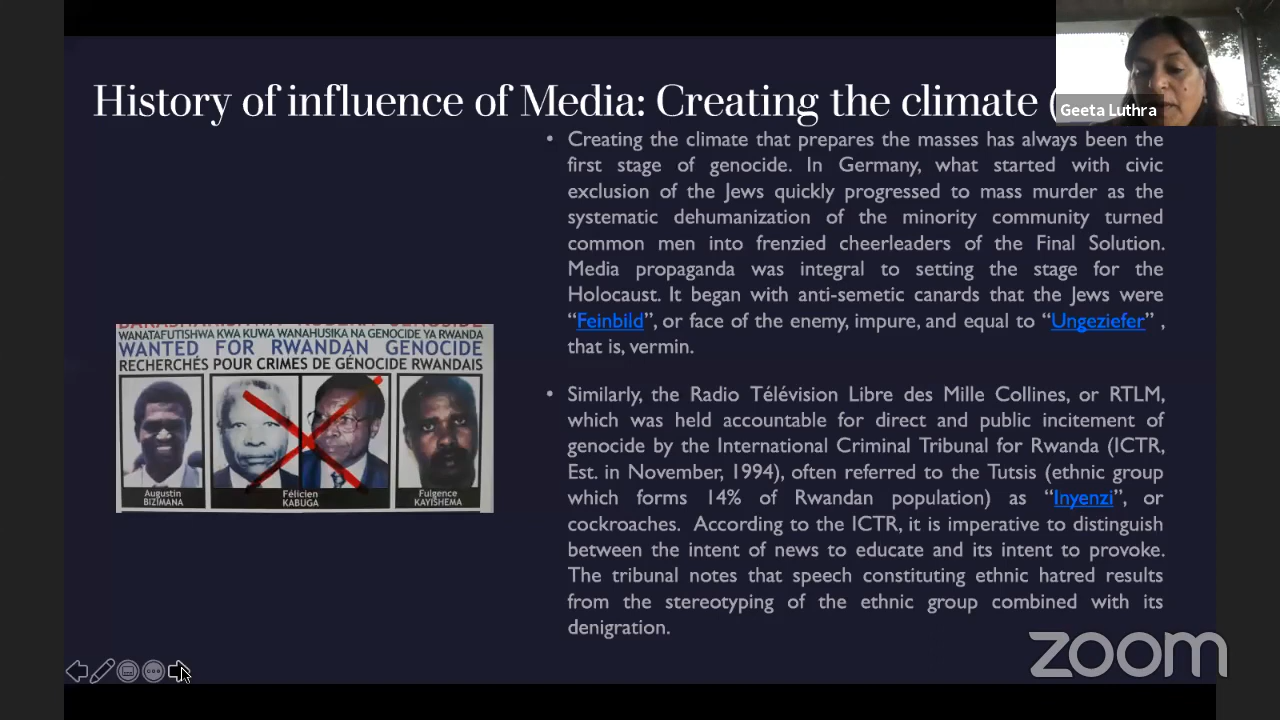 History of influence of Media: Creating the climate (
Geeta Luthra
• Creating the climate that prepares the masses has always been the
first stage of genocide. In Germany, what started with civic
exclusion of the Jews quickly progressed to mass murder as the
systematic dehumanization of the minority community turned
common men into frenzied cheerleaders of the Final Solution.
Media propaganda was integral to setting the stage for the
Holocaust. It began with anti-semetic canards that the Jews were
“Feinbild”, or face of the enemy, impure, and equal to “Ungeziefer” ,
that is, vermin.
• Similarly, the Radio Télévision Libre des Mille Collines, or RTLM,
which was held accountable for direct and public incitement of
genocide by the International Criminal Tribunal for Rwanda (ICTR,
Est. in November, 1994), often referred to the Tutsis (ethnic group
which forms 14% of Rwandan population) as “Inyenzi”, or
cockroaches. According to the ICTR, it is imperative to distinguish
between the intent of news to educate and its intent to provoke.
The tribunal notes that speech constituting ethnic hatred results
from the stereotyping of the ethnic group combined with its
denigration.
WANATAFUTISHWA KWA KUWA WANAHUSIKA NA GENOCIDE YA RWANDA
WANTED FOR RWANDAN GENOCIDE
RECHERCHÉS POUR CRIMES DE GÉNOCIDE RWANDAIS
Augustin
BIZIMANA
Félicien
KABUGA
Fulgence
KAYISHEMA
zoom